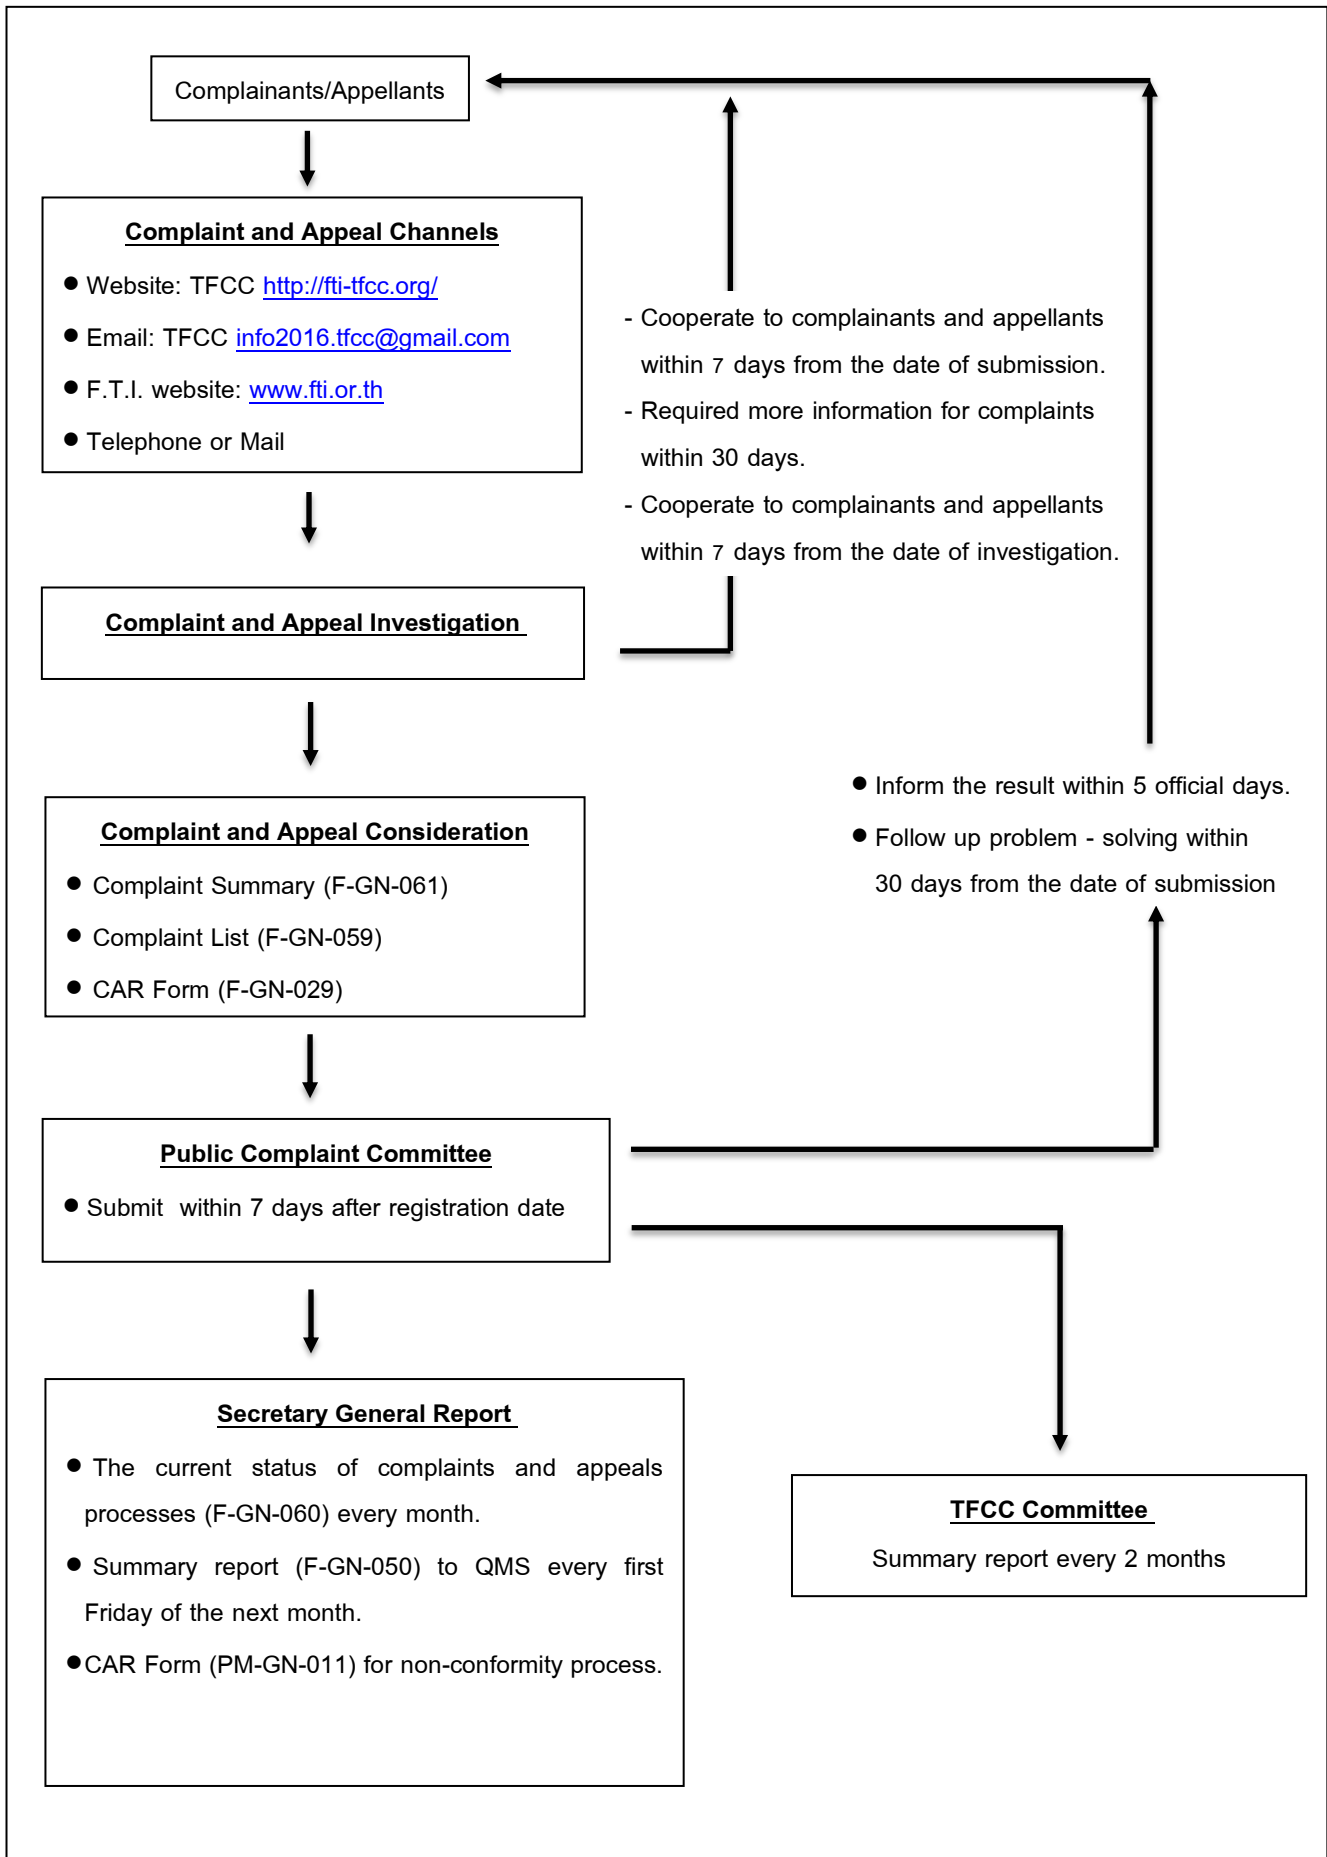 Complainants/Appellants
Complaint and Appeal Channels
● Website: TFCC http://fti-tfcc.org/
● Email: TFCC info2016.tfcc@gmail.com
● F.T.I. website: www.fti.or.th
● Telephone or Mail
- Cooperate to complainants and appellants
within 7 days from the date of submission.
- Required more information for complaints
within 30 days.
- Cooperate to complainants and appellants
within 7 days from the date of investigation.
Complaint and Appeal Investigation
● Inform the result within 5 official days.
● Follow up problem - solving within
30 days from the date of submission
Complaint and Appeal Consideration
● Complaint Summary (F-GN-061)
● Complaint List (F-GN-059)
● CAR Form (F-GN-029)
Public Complaint Committee
● Submit within 7 days after registration date
Secretary General Report
● The current status of complaints and appeals
processes (F-GN-060) every month.
● Summary report (F-GN-050) to QMS every first
Friday of the next month.
● CAR Form (PM-GN-011) for non-conformity process.
TFCC Committee
Summary report every 2 months